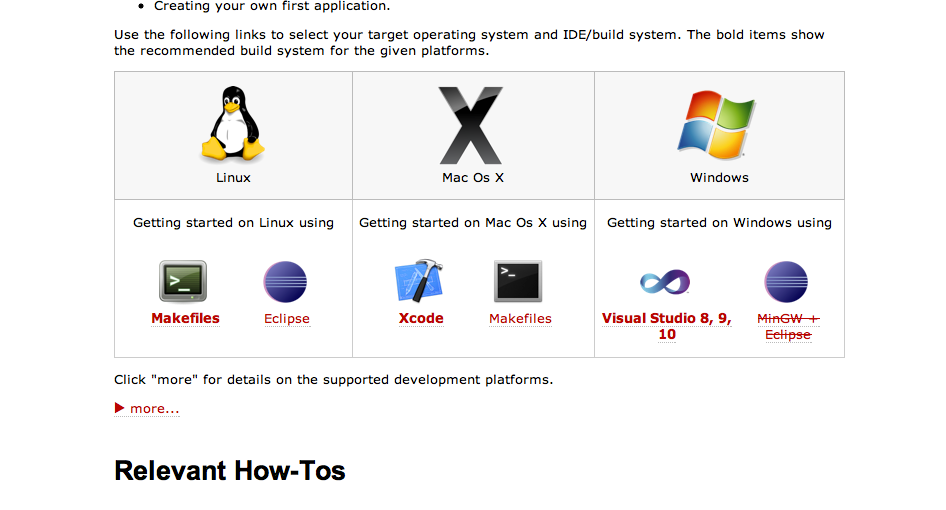 Creating your own first application.
Use the following links to select your target operating system and IDE/build system. The bold items show
the recommended build system for the given platforms.
Linux
Mac Os X
Windows
Getting started on Linux using
Getting started on Mac Os X using
Getting started on Windows using
Makefiles
Eclipse
Xcode
Makefiles
Visual Studio 8, 9,
10
MinGW +
Eclipse
Click "more" for details on the supported development platforms.
more...
Relevant How-Tos